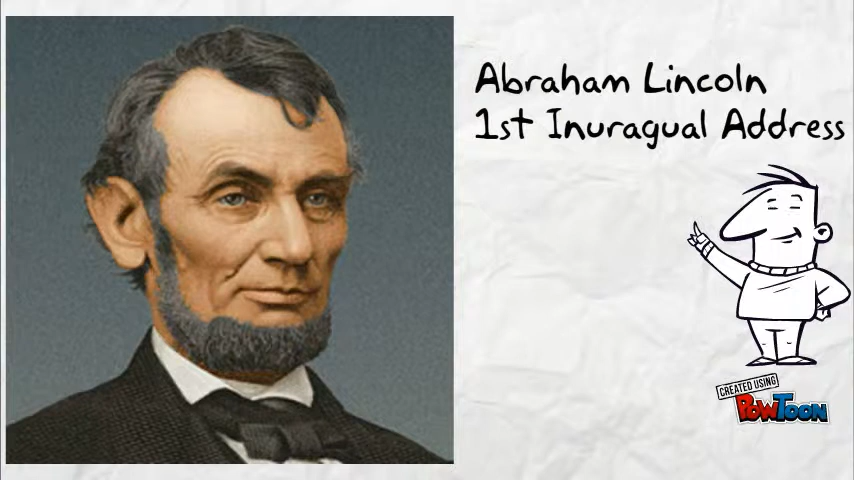 Abraham Lincoln
1st Inuragual Address
CREATED USING
POWTOON